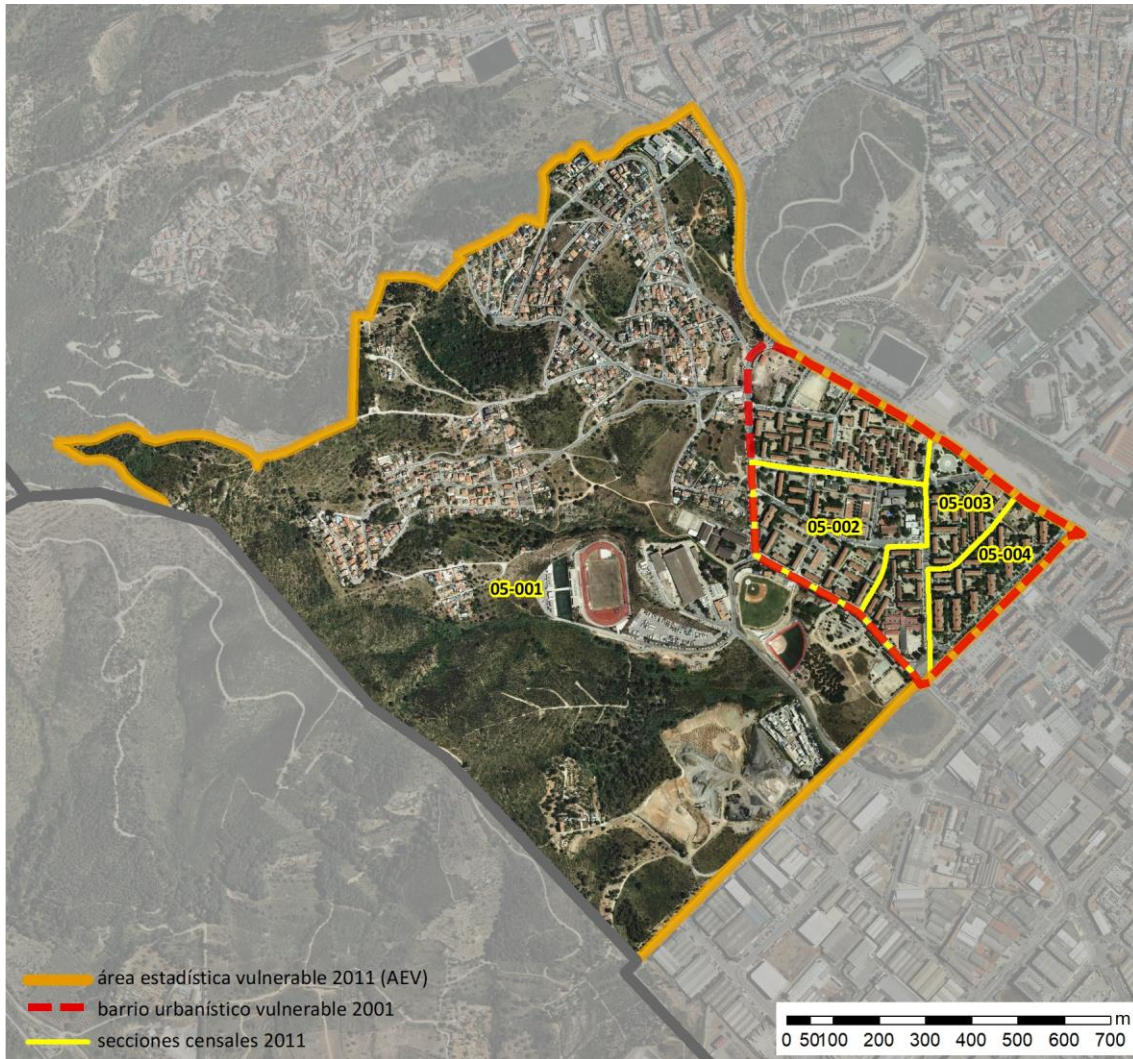 05-003
05-002
05-004
05-001
área estadística vulnerable 2011 (AEV)
barrio urbanístico vulnerable 2001
secciones censales 2011
m
0 50100 200 300 400 500 600 700